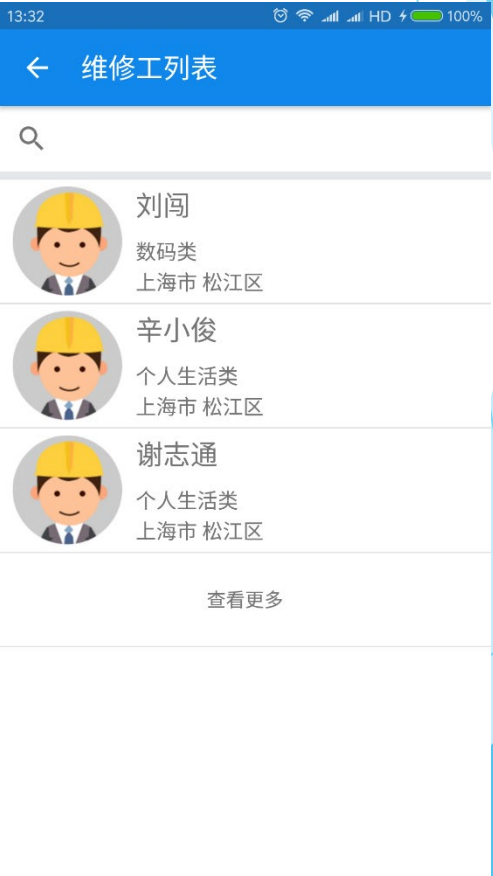 13:32 HD 100%
维修工列表
刘闯
数码类
上海市 松江区
辛小俊
个人生活类
上海市 松江区
谢志通
个人生活类
上海市 松江区
查看更多